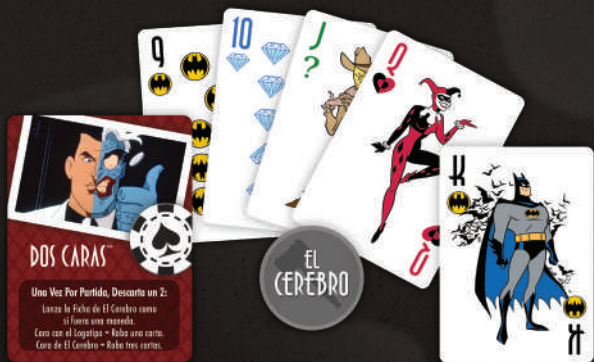 9
10
J
?
Q
Q
K
K
DOS CARAS™
EL
CEREBRO
Una Vez Por Partida, Descarta un 2:
Lanza la Ficha de El Cerebro como
si fuera una moneda.
Cara con el Logotipo = Roba una carta.
Cara de El Cerebro = Roba tres cartas.